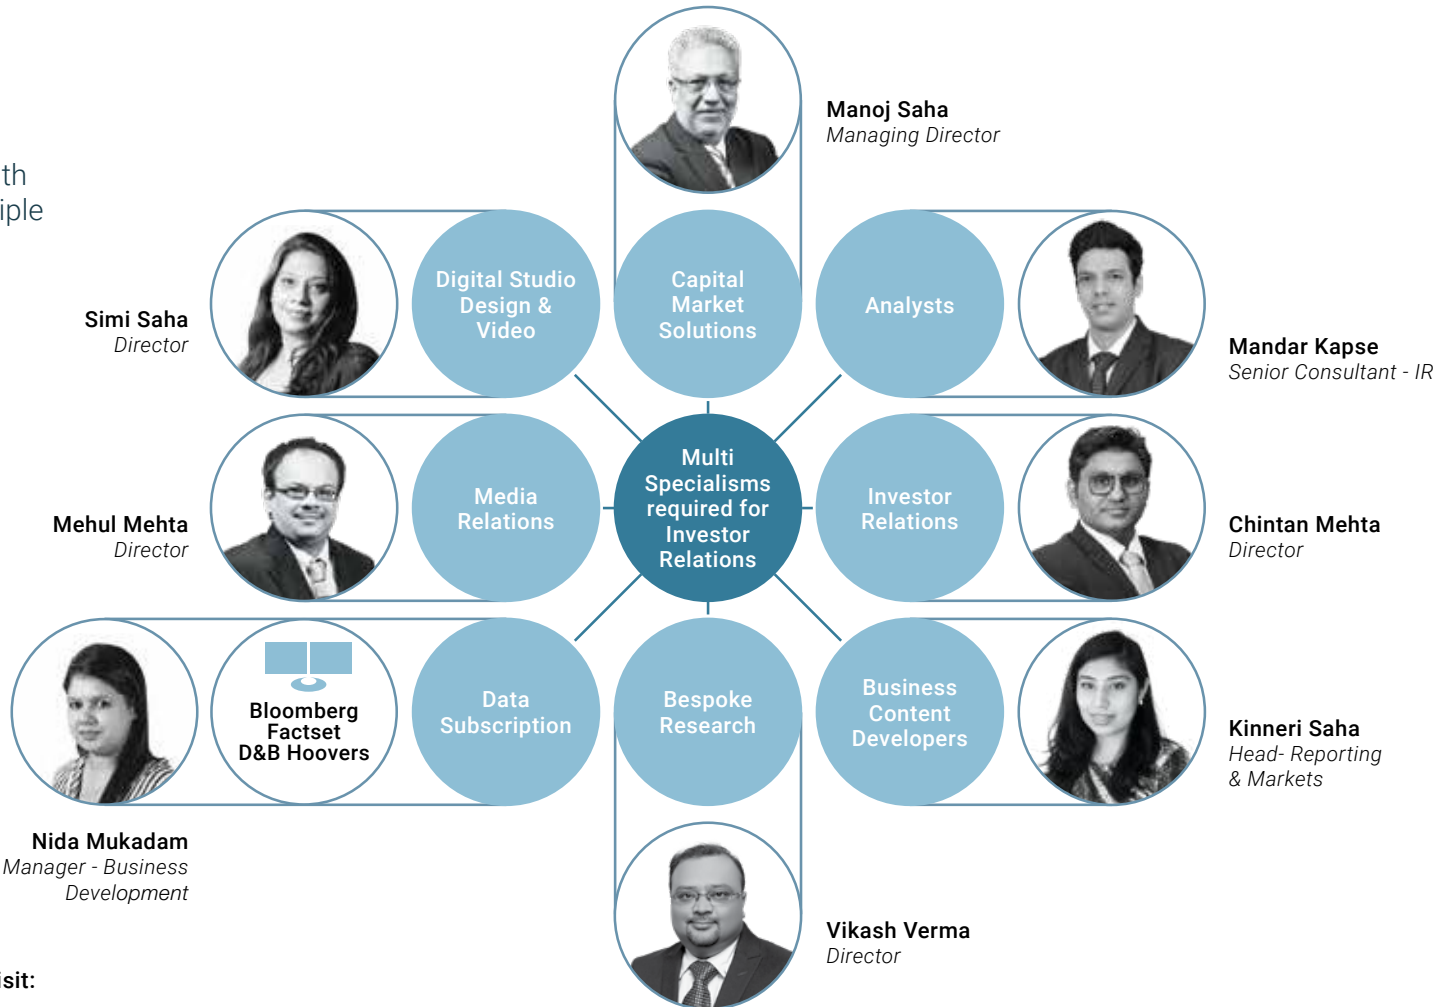 Manoj Saha
Managing Director
th
iple
Digital Studio
Design &
Video
Capital
Market
Solutions
Analysts
Simi Saha
Director
Mandar Kapse
Senior Consultant - IR
Multi
Specialisms
required for
Investor
Relations
Media
Relations
Investor
Relations
Mehul Mehta
Director
Chintan Mehta
Director
Bloomberg
Factset
D&B Hoovers
Data
Subscription
Bespoke
Research
Business
Content
Developers
Kinneri Saha
Head- Reporting
& Markets
Nida Mukadam
Manager - Business
Development
Vikash Verma
Director
isit: